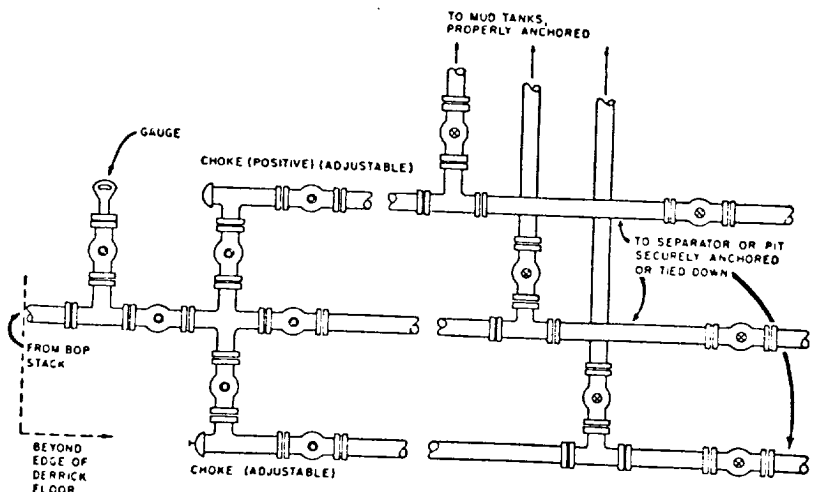 TO MUD TANKS,
PROPERLY ANCHORED
GAUGE
CHOKE (POSITIVE) (ADJUSTABLE)
TO SEPARATOR OR PIT
SECURELY ANCHORED
OR TIED DOWN
FROM BOP
STACK
BEYOND
EDGE OF
DERRICK
FLOOR
CHOKE (ADJUSTABLE)